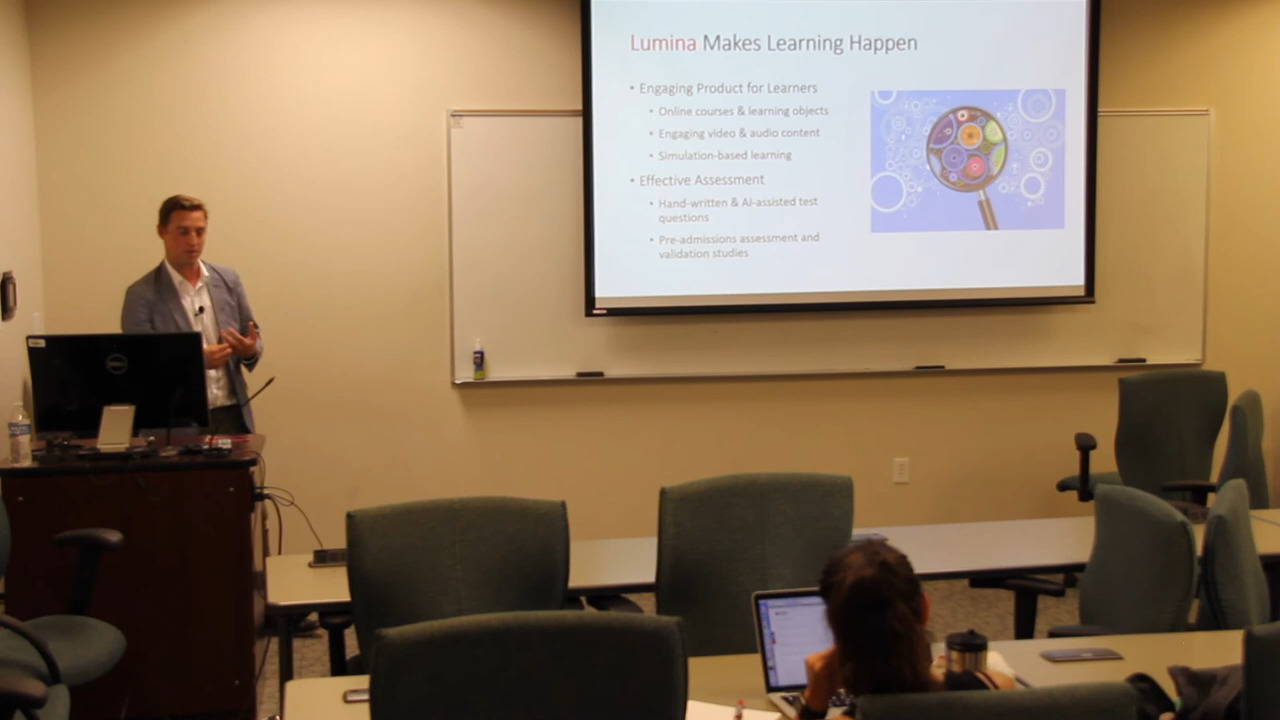 Lumina Makes Learning Happen
• Engaging Product for Learners
• Online courses & learning objects
• Engaging video & audio content
• Simulation-based learning
• Effective Assessment
• Hand-written & AI-assisted test
questions
• Pre-admissions assessment and
validation studies
DELL